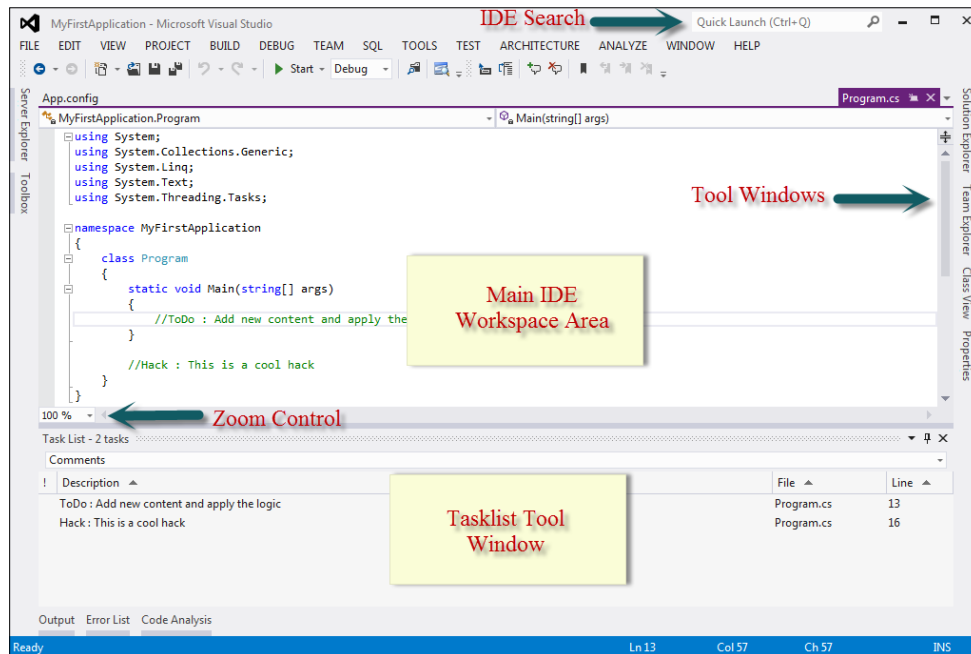 MyFirstApplication - Microsoft Visual Studio
IDE Search
Quick Launch (Ctrl+Q)
FILE EDIT VIEW PROJECT BUILD DEBUG TEAM SQL TOOLS TEST ARCHITECTURE ANALYZE WINDOW HELP
Start Debug
Server Explorer
Toolbox
App.config
Program.cs
MyFirstApplication.Program
Main(string[] args)
using System;
using System.Collections.Generic;
using System.Linq;
using System.Text;
using System.Threading.Tasks;
namespace MyFirstApplication
{
class Program
{
static void Main(string[] args)
{
//ToDo : Add new content and apply the
}
//Hack : This is a cool hack
}
}
Tool Windows
Main IDE
Workspace Area
Solution Explorer
Team Explorer
Class View
Properties
100 %
Zoom Control
Task List - 2 tasks
Comments
! Description File Line
ToDo : Add new content and apply the logic Program.cs 13
Hack : This is a cool hack Program.cs 16
Tasklist Tool
Window
Output Error List Code Analysis
Ready Ln 13 Col 57 Ch 57 INS